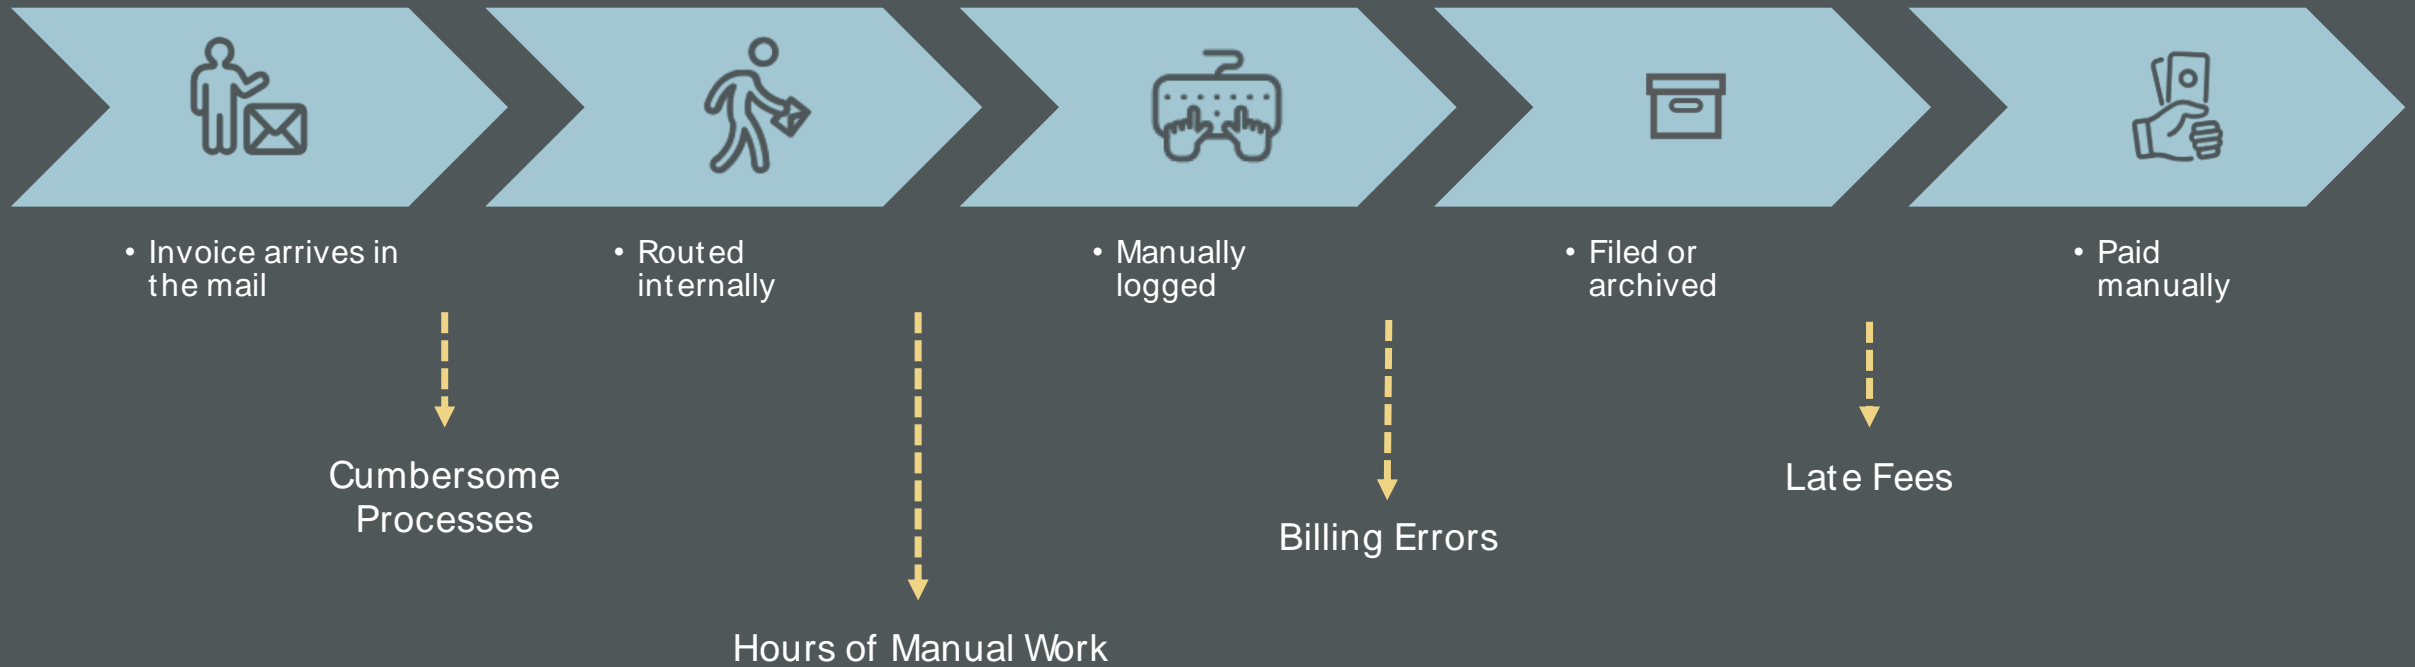 • Invoice arrives in
the mail
• Routed
internally
• Manually
logged
• Filed or
archived
• Paid
manually
Cumbersome
Processes
Hours of Manual Work
Billing Errors
Late Fees